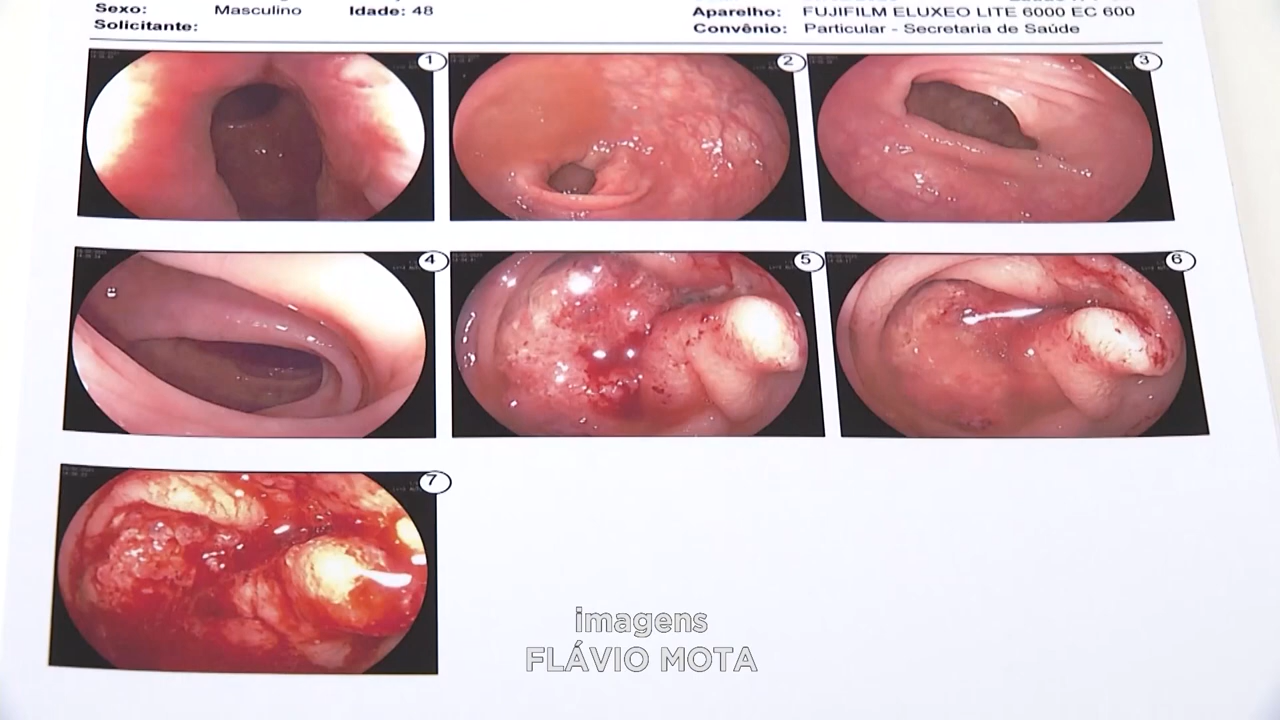 Sexo: Masculino Idade: 48
Aparelho: FUJIFILM ELUXEO LITE 6000 EC 600
Solicitante:
Convênio: Particular - Secretaria de Saúde
1
2
3
4
5
6
7
imagens
FLÁVIO MOTA